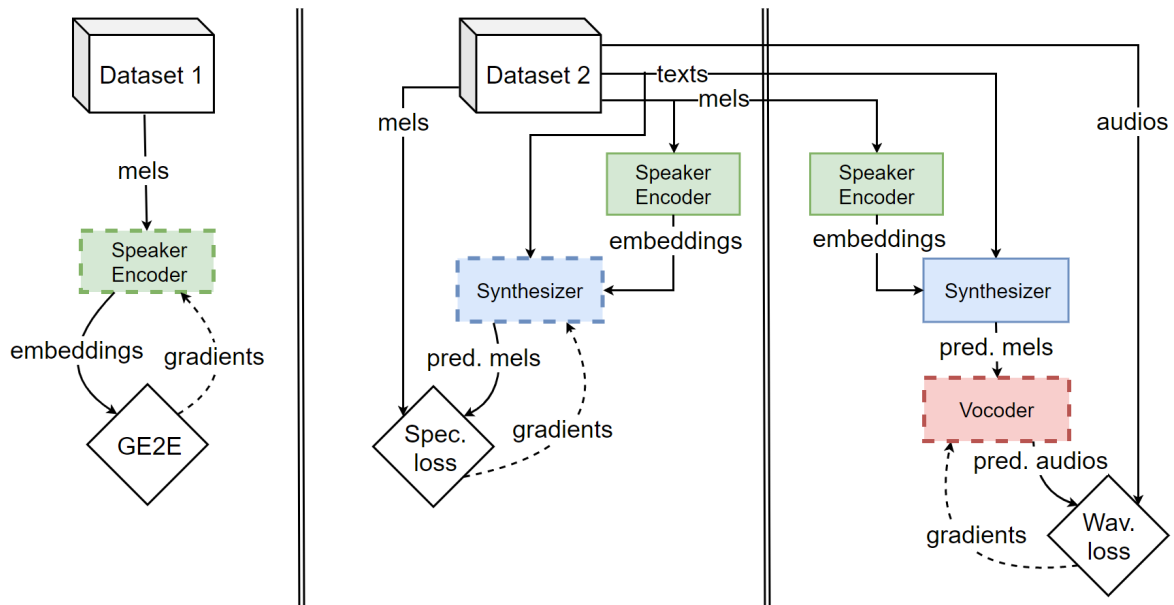 Dataset 1
mels
Speaker
Encoder
embeddings
gradients
GE2E
Dataset 2
texts
mels
mels
audios
Speaker
Encoder
embeddings
Synthesizer
pred. mels
Spec.
loss
gradients
Speaker
Encoder
embeddings
Synthesizer
pred. mels
Vocoder
pred. audios
gradients
Wav.
loss